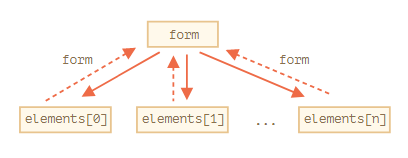 form
form
form
elements[0]
elements[1]
...
elements[n]